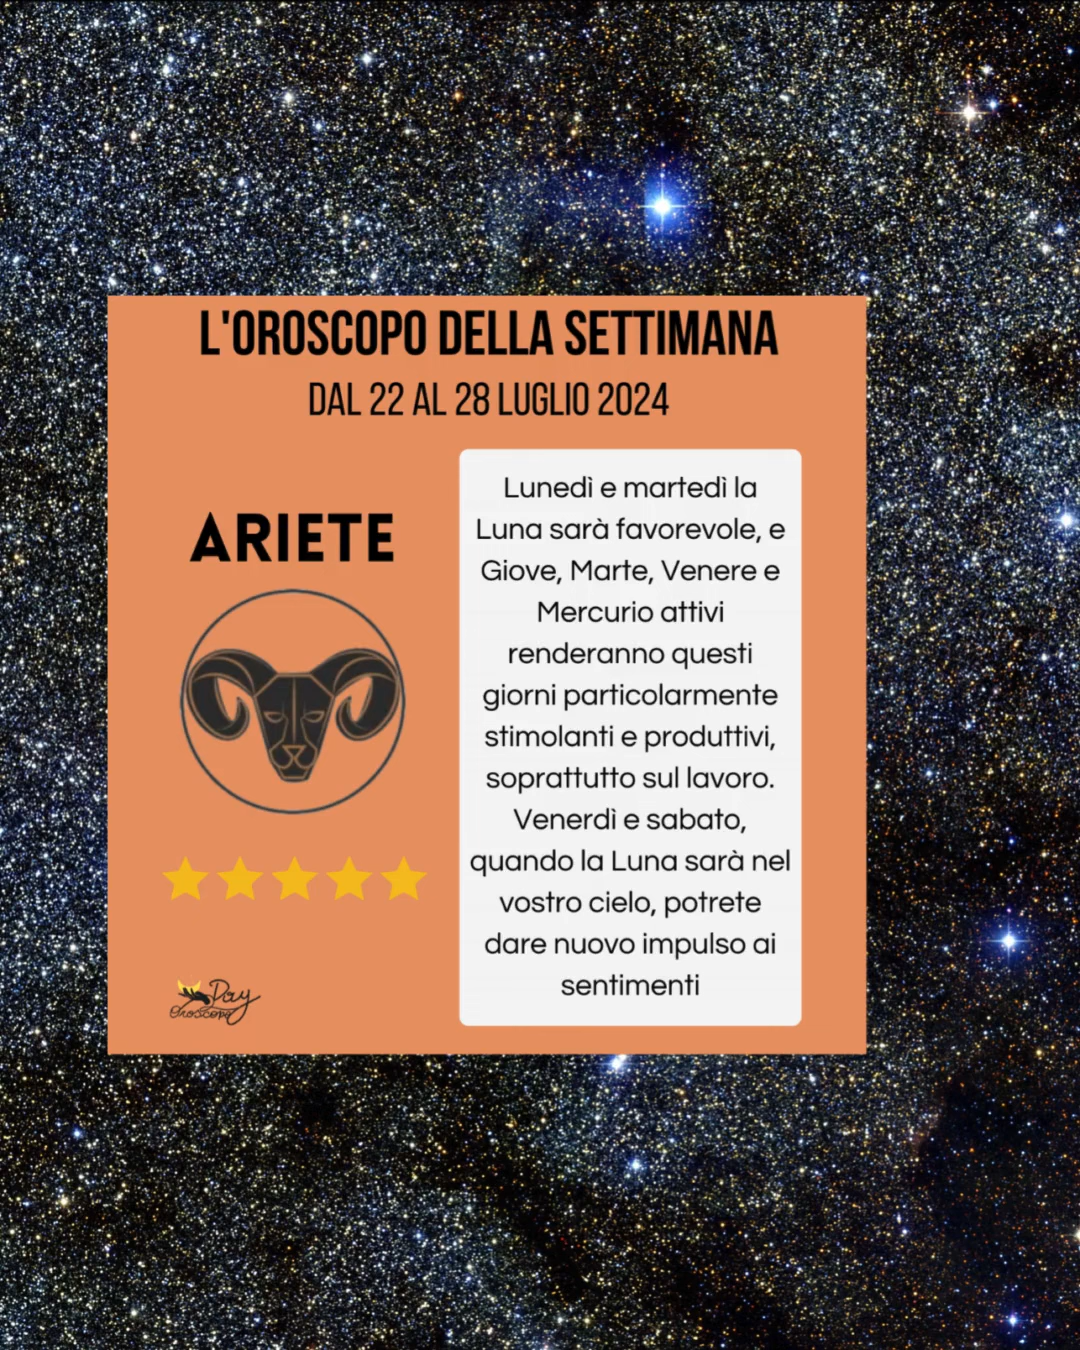 L'OROSCOPO DELLA SETTIMANA
DAL 22 AL 28 LUGLIO 2024
ARIETE
Lunedì e martedì la
Luna sarà favorevole, e
Giove, Marte, Venere e
Mercurio attivi
renderanno questi
giorni particolarmente
stimolanti e produttivi,
soprattutto sul lavoro.
Venerdì e sabato,
quando la Luna sarà nel
vostro cielo, potrete
dare nuovo impulso ai
sentimenti
Day
Oroscopo